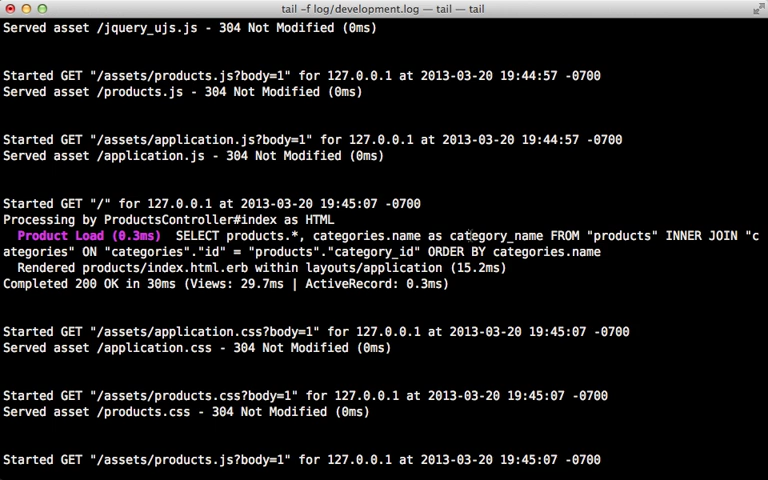 tail -f log/development.log — tail — tail
Served asset /jquery_ujs.js - 304 Not Modified (0ms)
Started GET "/assets/products.js?body=1" for 127.0.0.1 at 2013-03-20 19:44:57 -0700
Served asset /products.js - 304 Not Modified (0ms)
Started GET "/assets/application.js?body=1" for 127.0.0.1 at 2013-03-20 19:44:57 -0700
Served asset /application.js - 304 Not Modified (0ms)
Started GET "/" for 127.0.0.1 at 2013-03-20 19:45:07 -0700
Processing by ProductsController#index as HTML
Product Load (0.3ms)  SELECT products.*, categories.name as category_name FROM "products" INNER JOIN "c
ategories" ON "categories"."id" = "products"."category_id" ORDER BY categories.name
Rendered products/index.html.erb within layouts/application (15.2ms)
Completed 200 OK in 30ms (Views: 29.7ms | ActiveRecord: 0.3ms)
Started GET "/assets/application.css?body=1" for 127.0.0.1 at 2013-03-20 19:45:07 -0700
Served asset /application.css - 304 Not Modified (0ms)
Started GET "/assets/products.css?body=1" for 127.0.0.1 at 2013-03-20 19:45:07 -0700
Served asset /products.css - 304 Not Modified (0ms)
Started GET "/assets/products.js?body=1" for 127.0.0.1 at 2013-03-20 19:45:07 -0700